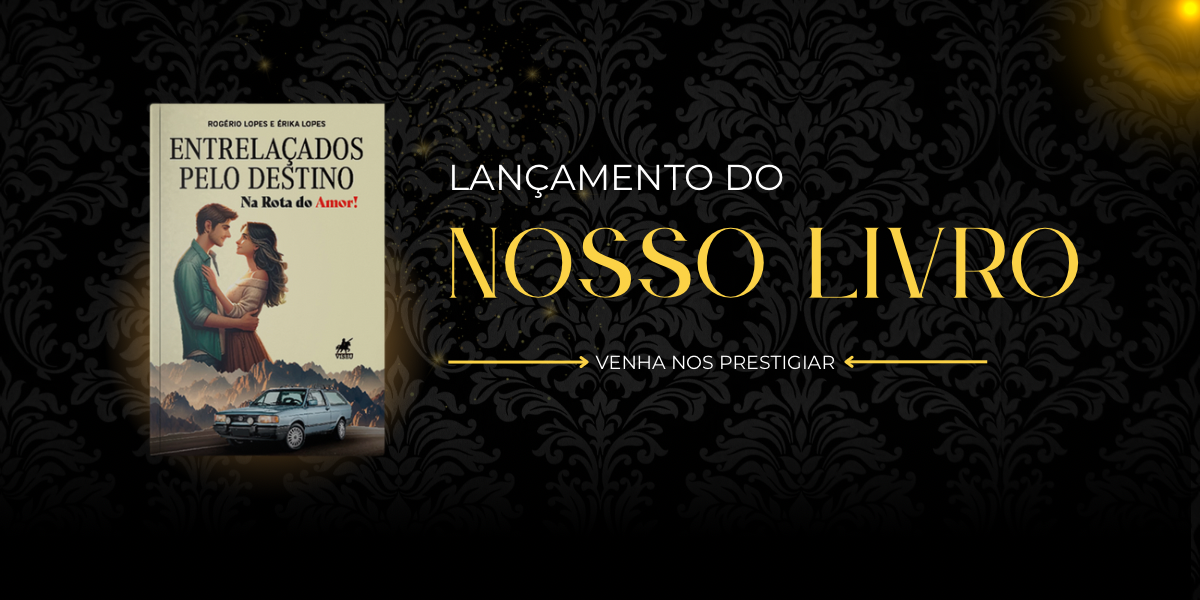 ROGÉRIO LOPES E ÉRIKA LOPES
ENTRELAÇADOS
PELO DESTINO
Na Rota do Amor!
LANÇAMENTO DO
NOSSO LIVRO
VENHA NOS PRESTIGIAR